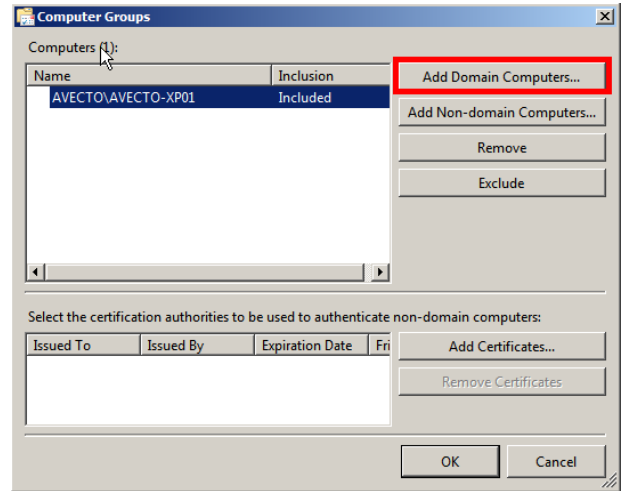 Computer Groups
Computers (1):
Name Inclusion
AVECTO\AVECTO-XP01 Included
Add Domain Computers...
Add Non-domain Computers...
Remove
Exclude
Select the certification authorities to be used to authenticate non-domain computers:
Issued To Issued By Expiration Date Fri
Add Certificates...
Remove Certificates
OK Cancel